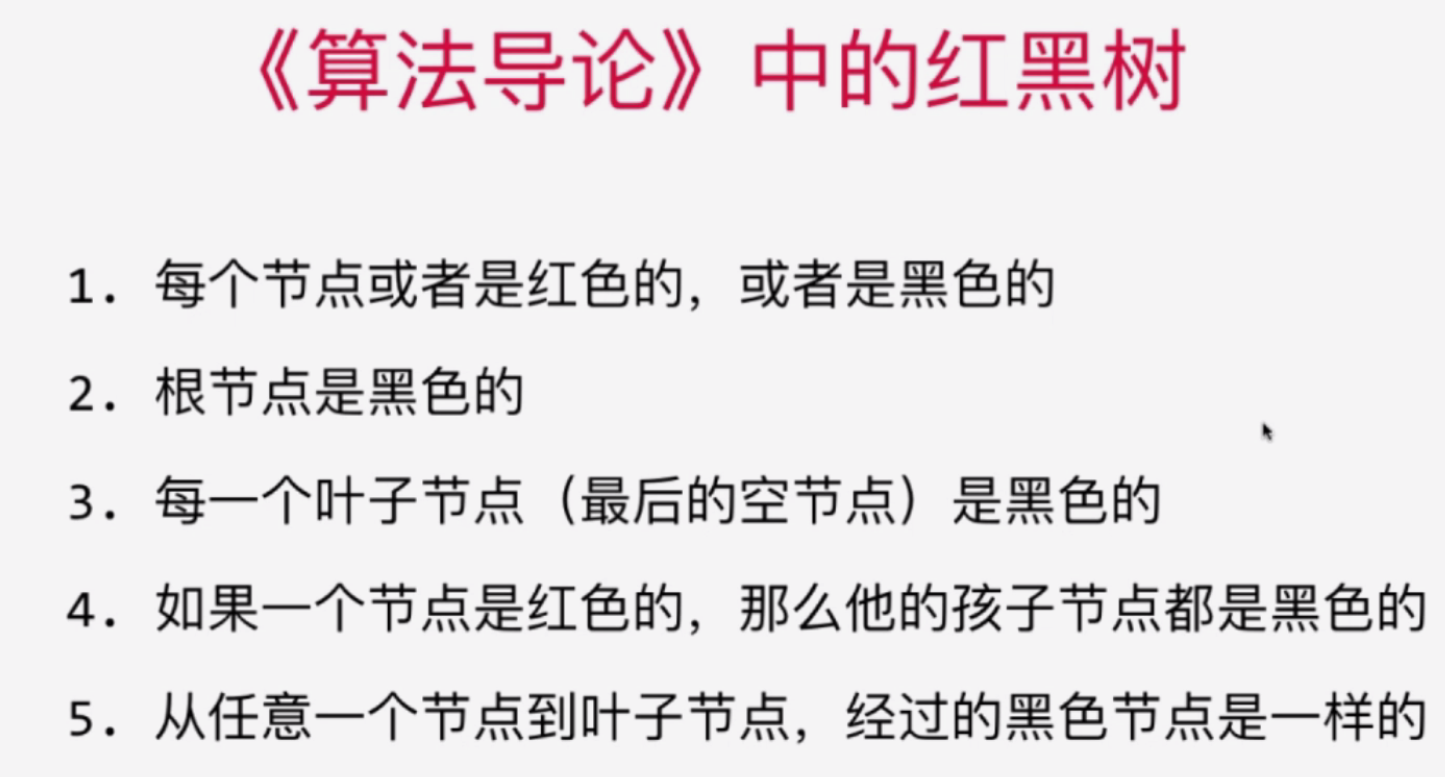 《算法导论》中的红黑树
1. 每个节点或者是红色的，或者是黑色的
2. 根节点是黑色的
3. 每一个叶子节点（最后的空节点）是黑色的
4. 如果一个节点是红色的，那么他的孩子节点都是黑色的
5. 从任意一个节点到叶子节点，经过的黑色节点是一样的